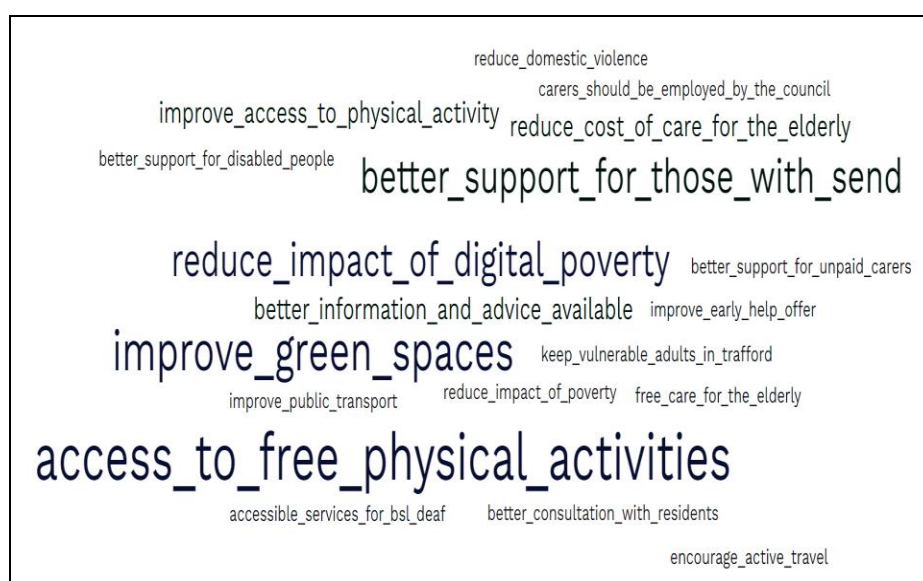 reduce_domestic_violence
carers_should_be_employed_by_the_council
improve_access_to_physical_activity
reduce_cost_of_care_for_the_elderly
better_support_for_disabled_people
better_support_for_those_with_send
reduce_impact_of_digital_poverty
better_support_for_unpaid_carers
better_information_and_advice_available
improve_early_help_offer
improve_green_spaces
keep_vulnerable_adults_in_trafford
improve_public_transport
reduce_impact_of_poverty
free_care_for_the_elderly
access_to_free_physical_activities
accessible_services_for_bsl_deaf
better_consultation_with_residents
encourage_active_travel